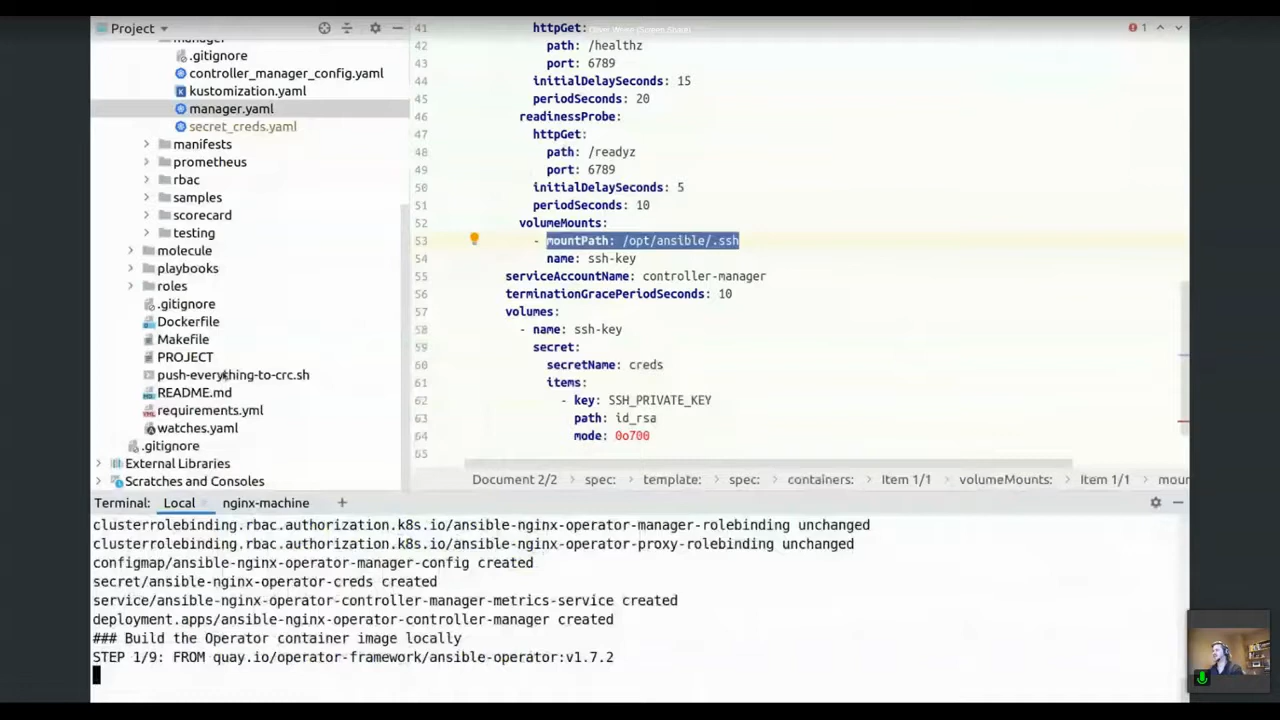 Project
manager
.gitignore
controller_manager_config.yaml
kustomization.yaml
manager.yaml
secret_creds.yaml
manifests
prometheus
rbac
samples
scorecard
testing
molecule
playbooks
roles
.gitignore
Dockerfile
Makefile
PROJECT
push-everything-to-crc.sh
README.md
requirements.yml
watches.yaml
.gitignore
External Libraries
Scratches and Consoles
41 httpGet:
42 path: /healthz
43 port: 6789
44 initialDelaySeconds: 15
45 periodSeconds: 20
46 readinessProbe:
47 httpGet:
48 path: /readyz
49 port: 6789
50 initialDelaySeconds: 5
51 periodSeconds: 10
52 volumeMounts:
53 - mountPath: /opt/ansible/.ssh
54 name: ssh-key
55 serviceAccountName: controller-manager
56 terminationGracePeriodSeconds: 10
57 volumes:
58 - name: ssh-key
59 secret:
60 secretName: creds
61 items:
62 - key: SSH_PRIVATE_KEY
63 path: id_rsa
64 mode: 0o700
65
1
Document 2/2 › spec: › template: › spec: › containers: › Item 1/1 › volumeMounts: › Item 1/1 › moun
Terminal: Local nginx-machine +
clusterrolebinding.rbac.authorization.k8s.io/ansible-nginx-operator-manager-rolebinding unchanged
clusterrolebinding.rbac.authorization.k8s.io/ansible-nginx-operator-proxy-rolebinding unchanged
configmap/ansible-nginx-operator-manager-config created
secret/ansible-nginx-operator-creds created
service/ansible-nginx-operator-controller-manager-metrics-service created
deployment.apps/ansible-nginx-operator-controller-manager created
### Build the Operator container image locally
STEP 1/9: FROM quay.io/operator-framework/ansible-operator:v1.7.2